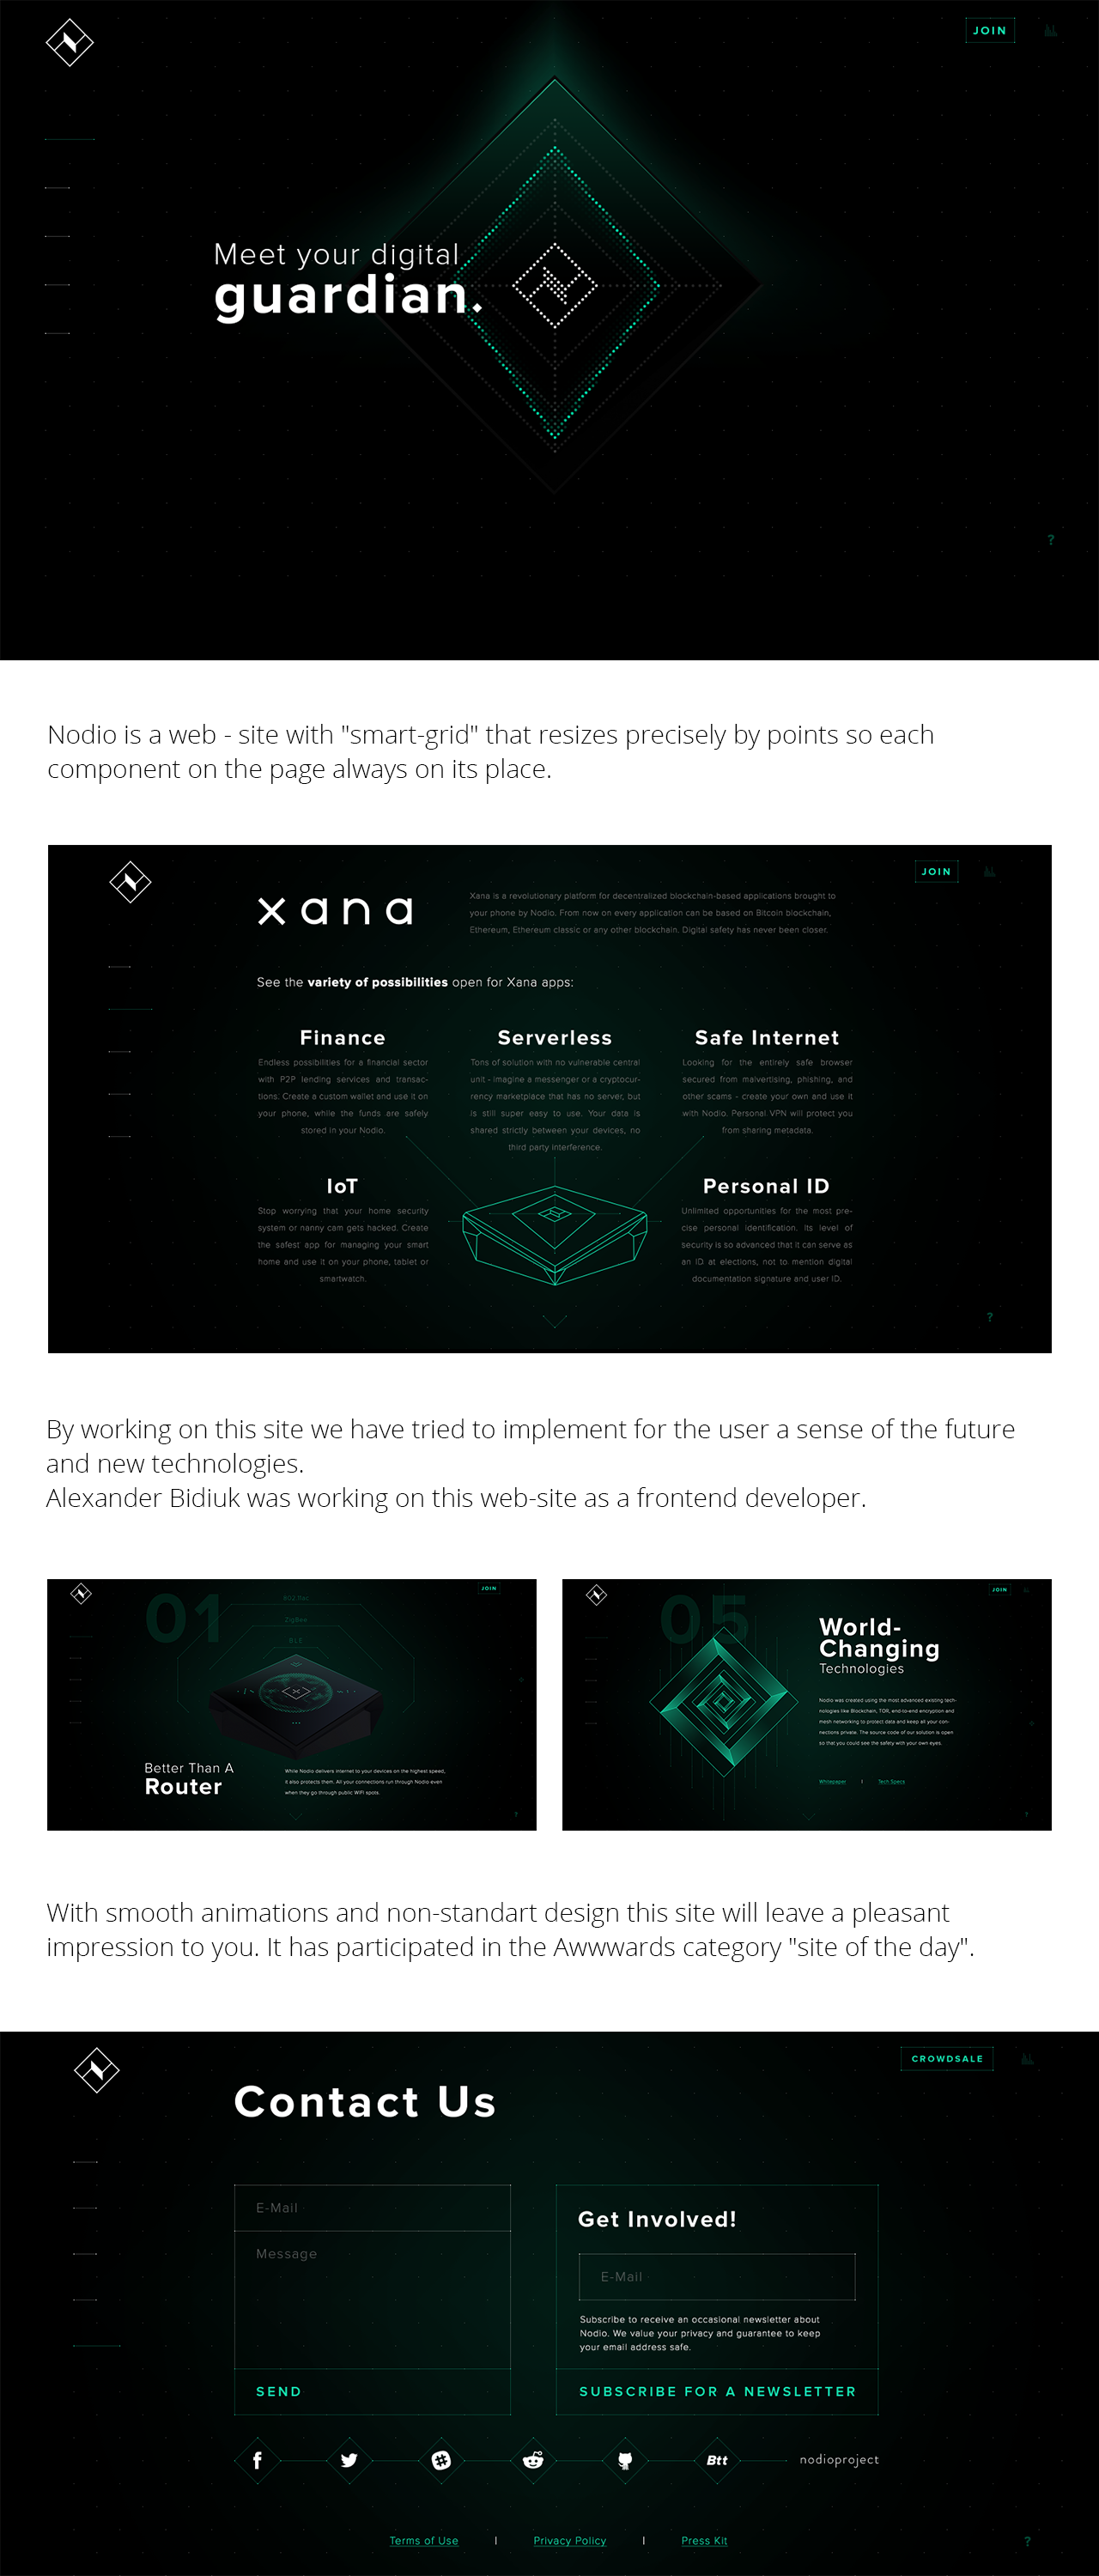 JOIN
Meet your digital
guardian.
?
Nodio is a web - site with "smart-grid" that resizes precisely by points so each
component on the page always on its place.
JOIN
xana
Xana is a revolutionary platform for decentralized blockchain-based applications brought to
your phone by Nodio. From now on every application can be based on Bitcoin blockchain,
Ethereum, Ethereum classic or any other blockchain. Digital safety has never been closer.
See the variety of possibilities open for Xana apps:
Finance
Endless possibilities for a financial sector
with P2P lending services and transac-
tions. Create a custom wallet and use it on
your phone, while the funds are safely
stored in your Nodio.
Serverless
Tons of solution with no vulnerable central
unit - imagine a messenger or a cryptocur-
rency marketplace that has no server, but
is still super easy to use. Your data is
shared strictly between your devices, no
third party interference.
Safe Internet
Looking for the entirely safe browser
secured from malvertising, phishing, and
other scams - create your own and use it
with Nodio. Personal VPN will protect you
from sharing metadata.
IoT
Stop worrying that your home security
system or nanny cam gets hacked. Create
the safest app for managing your smart
home and use it on your phone, tablet or
smartwatch.
Personal ID
Unlimited opportunities for the most pre-
cise personal identification. Its level of
security is so advanced that it can serve as
an ID at elections, not to mention digital
documentation signature and user ID.
?
By working on this site we have tried to implement for the user a sense of the future
and new technologies.
Alexander Bidiuk was working on this web-site as a frontend developer.
JOIN
01
802.11ac
ZigBee
BLE
Better Than A
Router
While Nodio delivers internet to your devices on the highest speed,
it also protects them. All your connections run through Nodio even
when they go through public WiFi spots.
?
JOIN
05
World-
Changing
Technologies
Nodio was created using the most advanced existing tech-
nologies like Blockchain, TOR, end-to-end encryption and
mesh networking to protect data and keep all your con-
nections private. The source code of our solution is open
so that you could see the safety with your own eyes.
Whitepaper | Tech Specs
?
With smooth animations and non-standart design this site will leave a pleasant
impression to you. It has participated in the Awwwards category "site of the day".
CROWDSALE
Contact Us
E-Mail
Message
SEND
Get Involved!
E-Mail
Subscribe to receive an occasional newsletter about
Nodio. We value your privacy and guarantee to keep
your email address safe.
SUBSCRIBE FOR A NEWSLETTER
f
Btt
nodioproject
Terms of Use | Privacy Policy | Press Kit
?